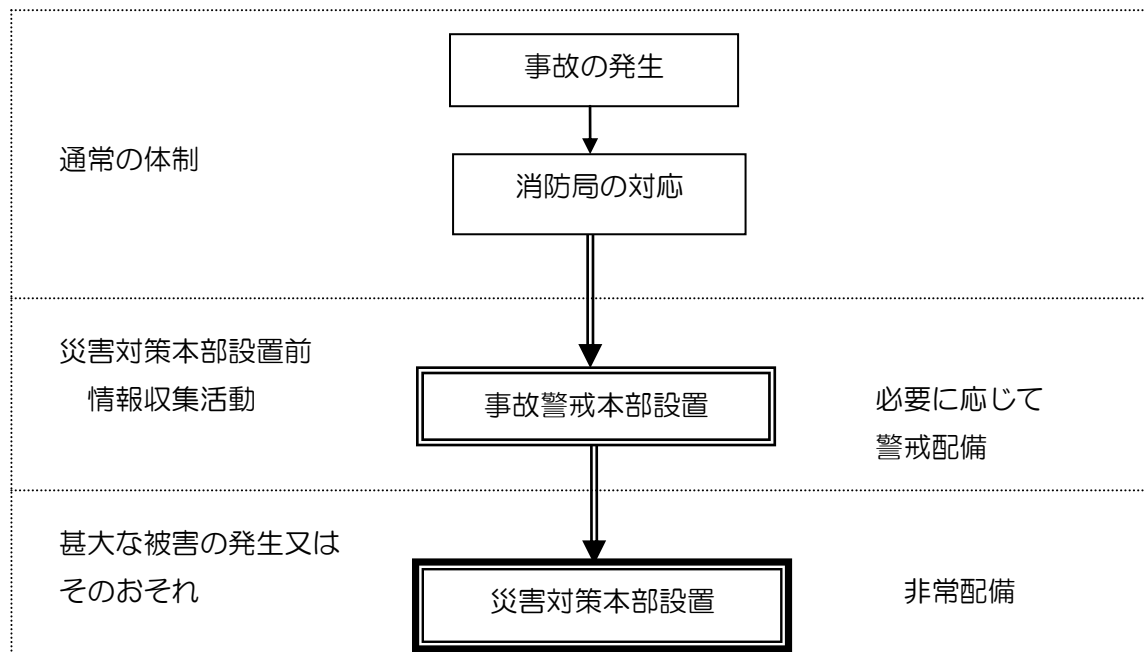 事故の発生
通常の体制
消防局の対応
災害対策本部設置前
情報収集活動
事故警戒本部設置
必要に応じて
警戒配備
甚大な被害の発生又は
そのおそれ
災害対策本部設置
非常配備